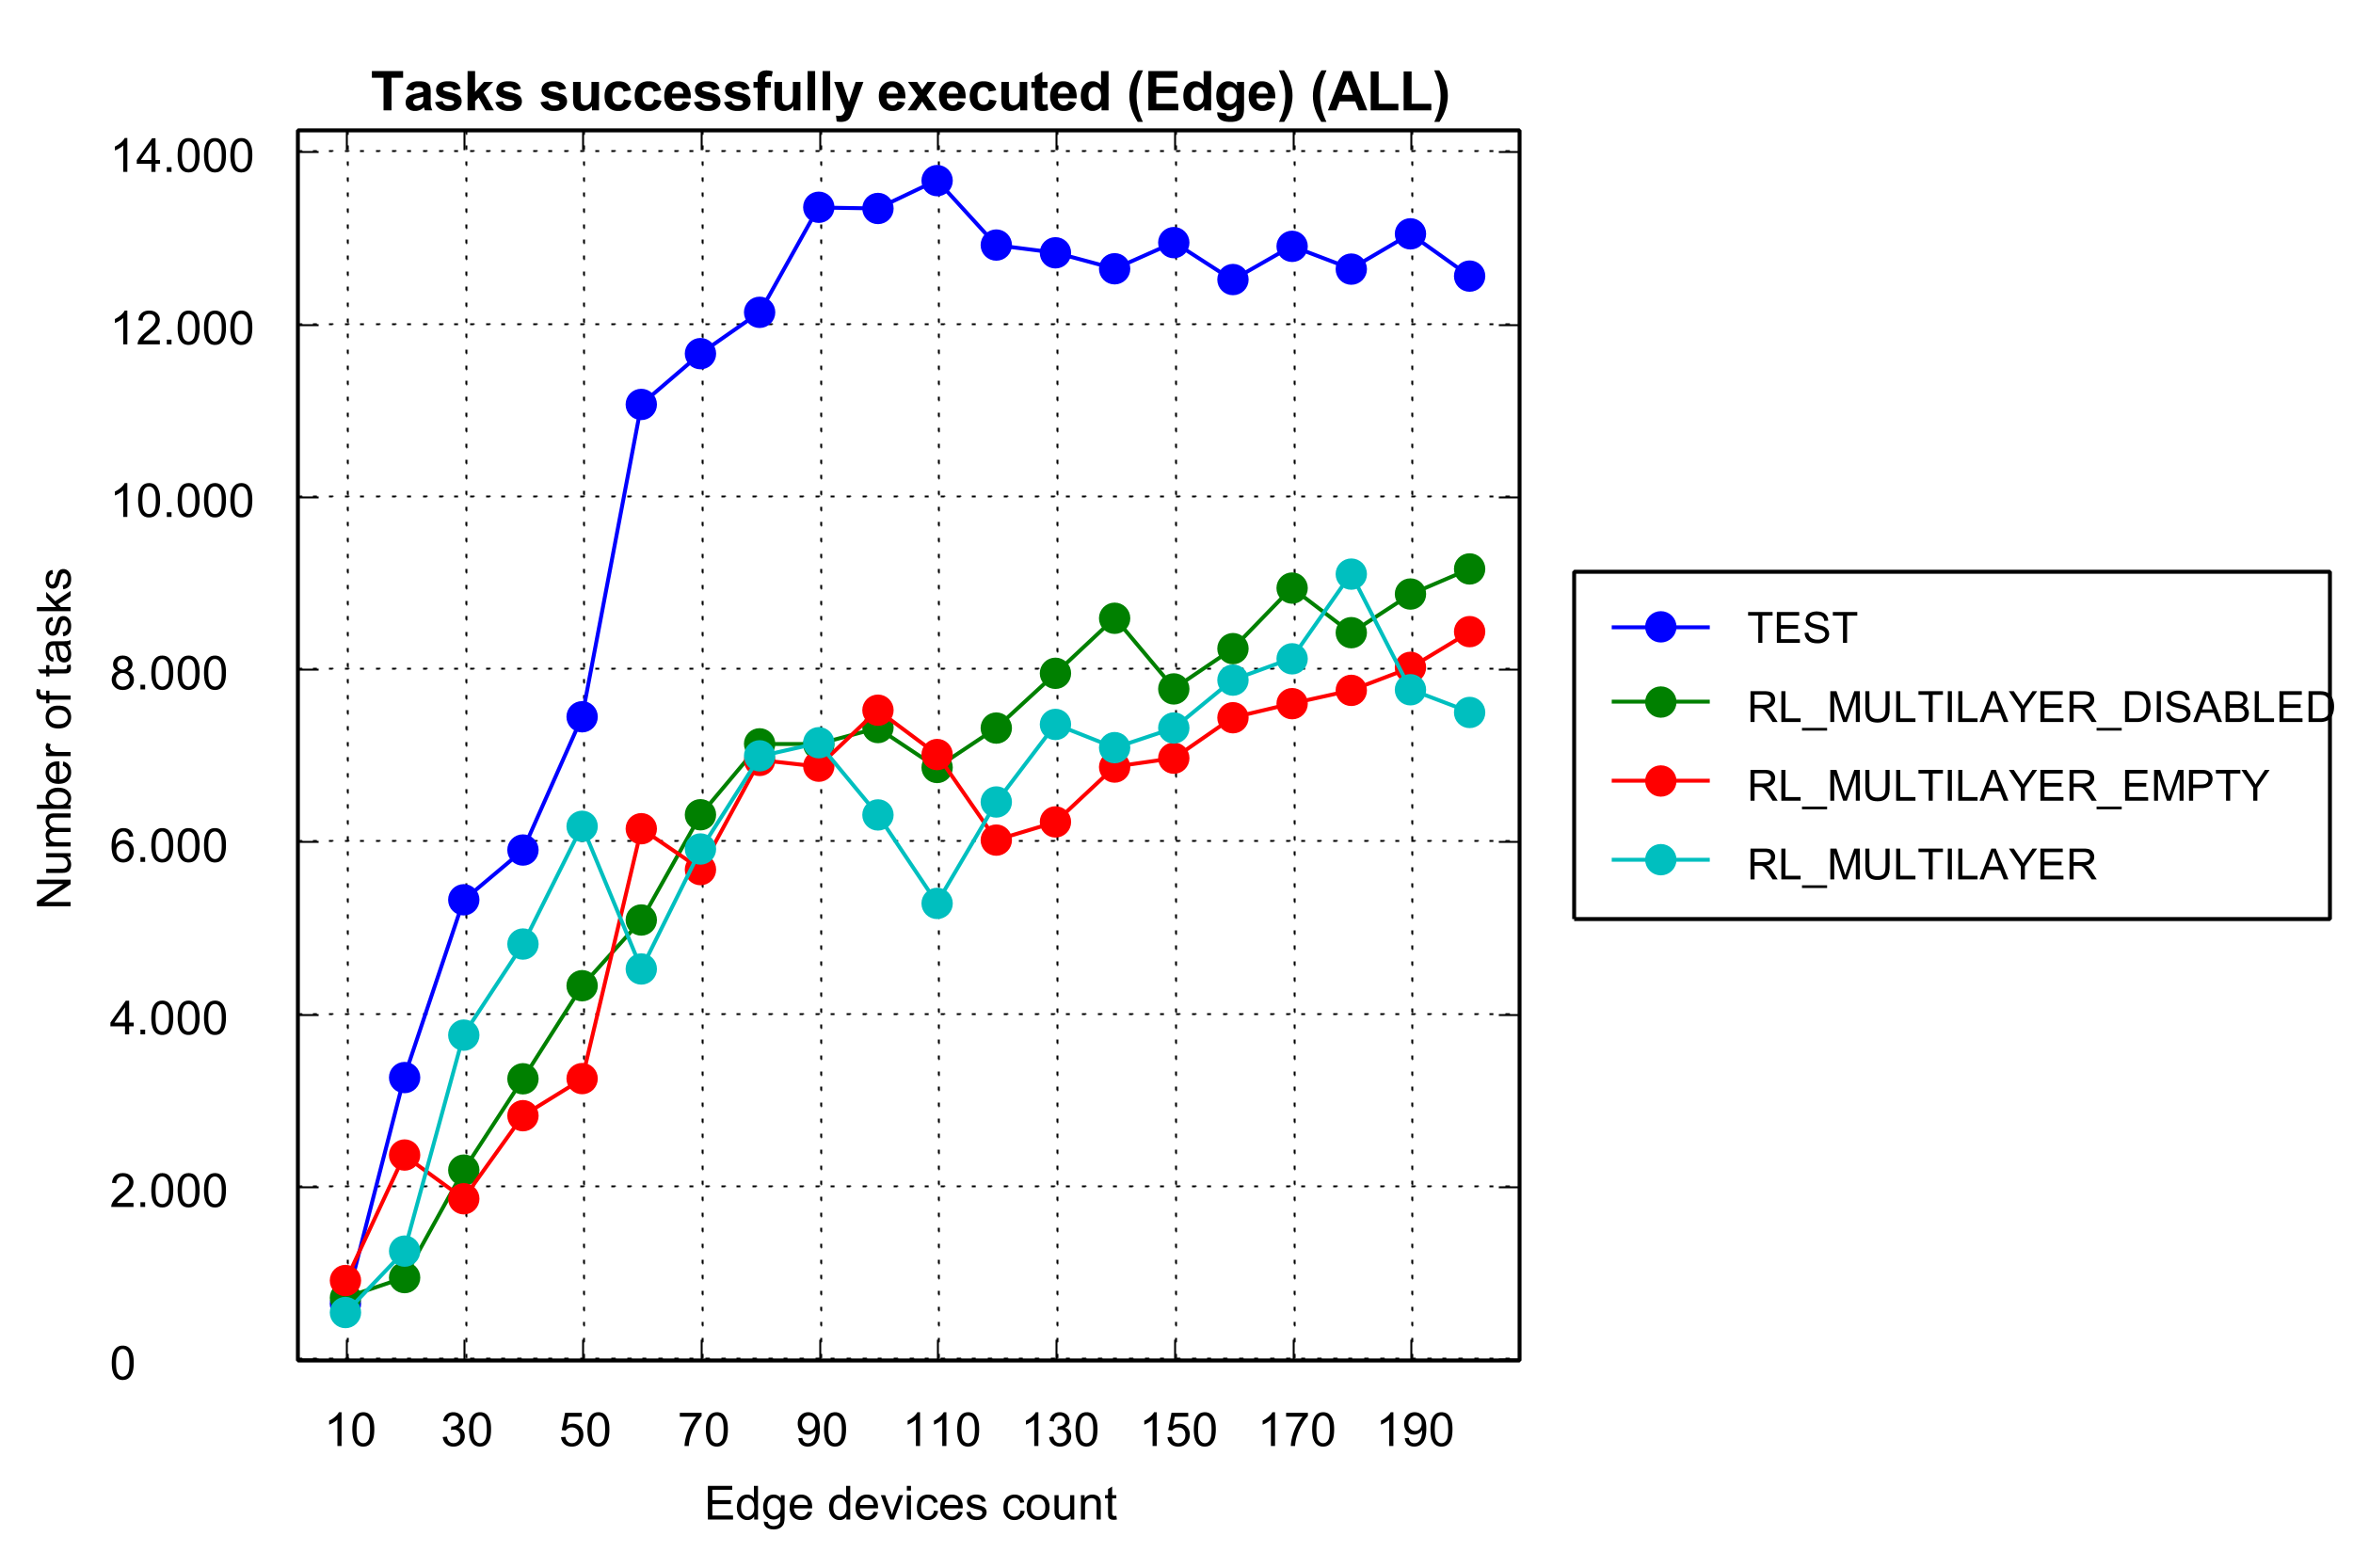 Tasks successfully executed (Edge) (ALL)
14.000
12.000
10.000
8.000
6.000
4.000
2.000
0
Number of tasks
10 30 50 70 90 110 130 150 170 190
Edge devices count
TEST
RL_MULTILAYER_DISABLED
RL_MULTILAYER_EMPTY
RL_MULTILAYER